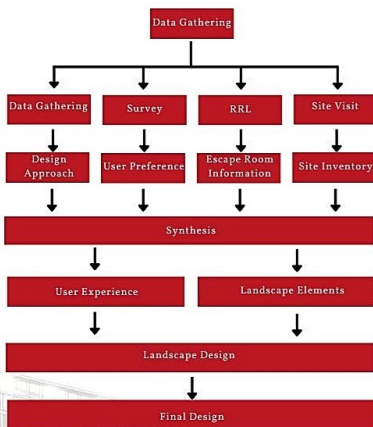 Data Gathering
Data Gathering
Survey
RRL
Site Visit
Design
Approach
User Preference
Escape Room
Information
Site Inventory
Synthesis
User Experience
Landscape Elements
Landscape Design
Final Design